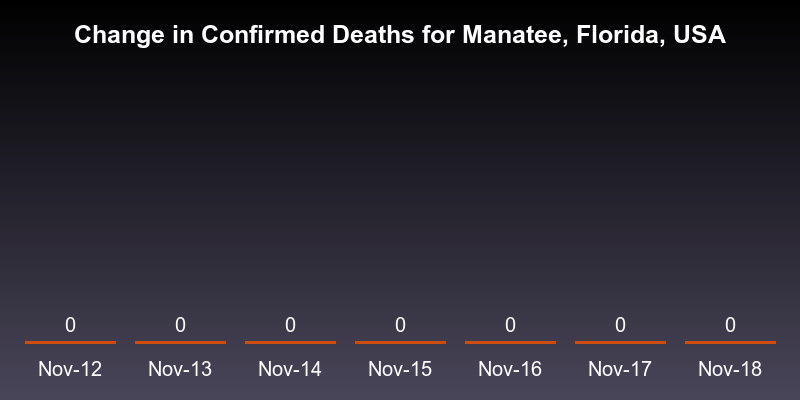 Change in Confirmed Deaths for Manatee, Florida, USA
0 0 0 0 0 0 0
Nov-12 Nov-13 Nov-14 Nov-15 Nov-16 Nov-17 Nov-18